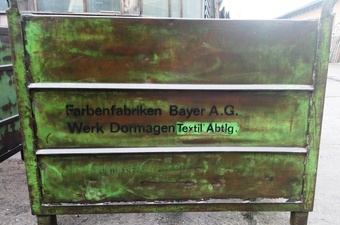 Farbenfabriken Bayer A.G.
Werk Dormagen Textil Abtlg.